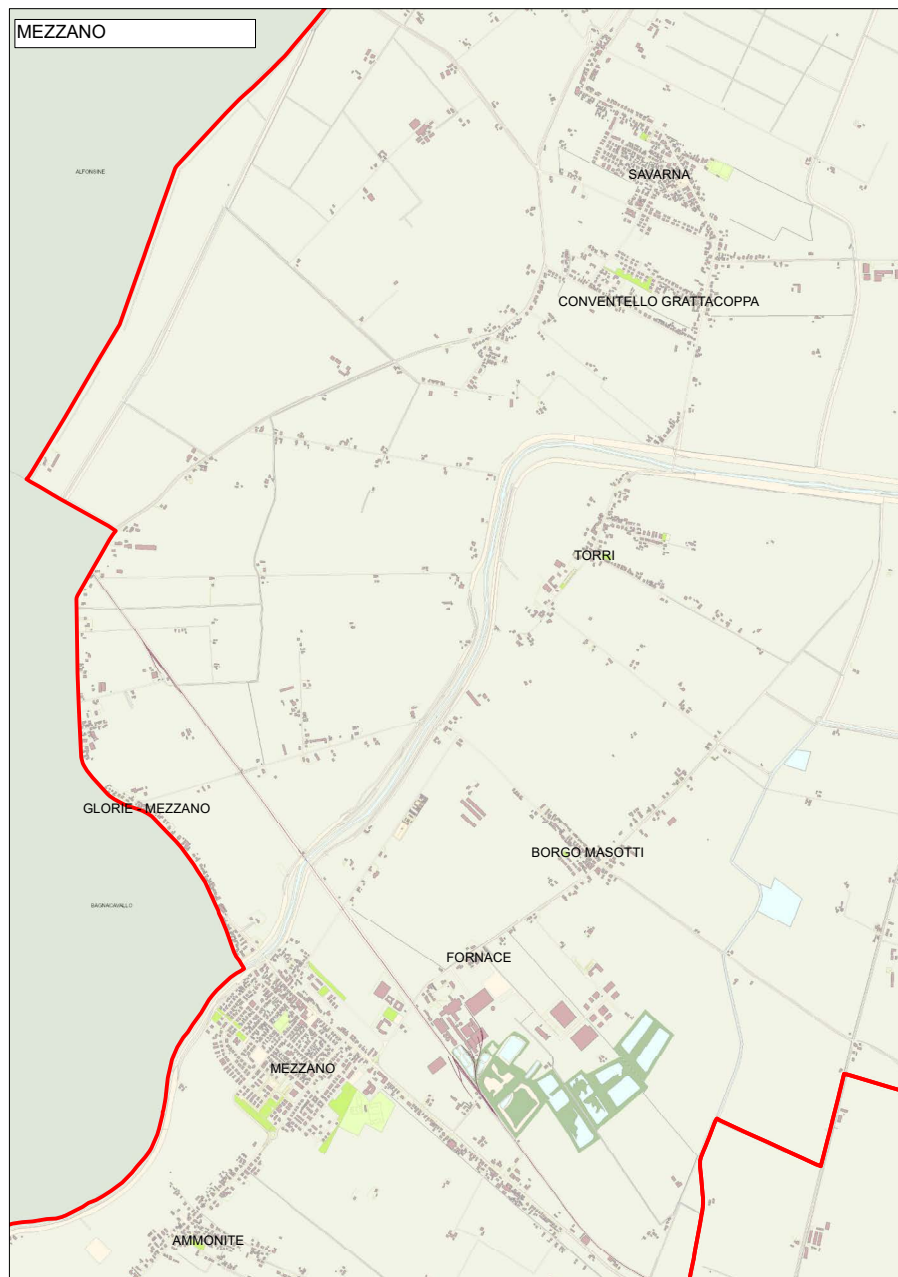 MEZZANO
ALFONSINE
SAVARNA
CONVENTELLO GRATTACOPPA
TORRI
GLORIE - MEZZANO
BORGO MASOTTI
BAGNACAVALLO
FORNACE
MEZZANO
AMMONITE